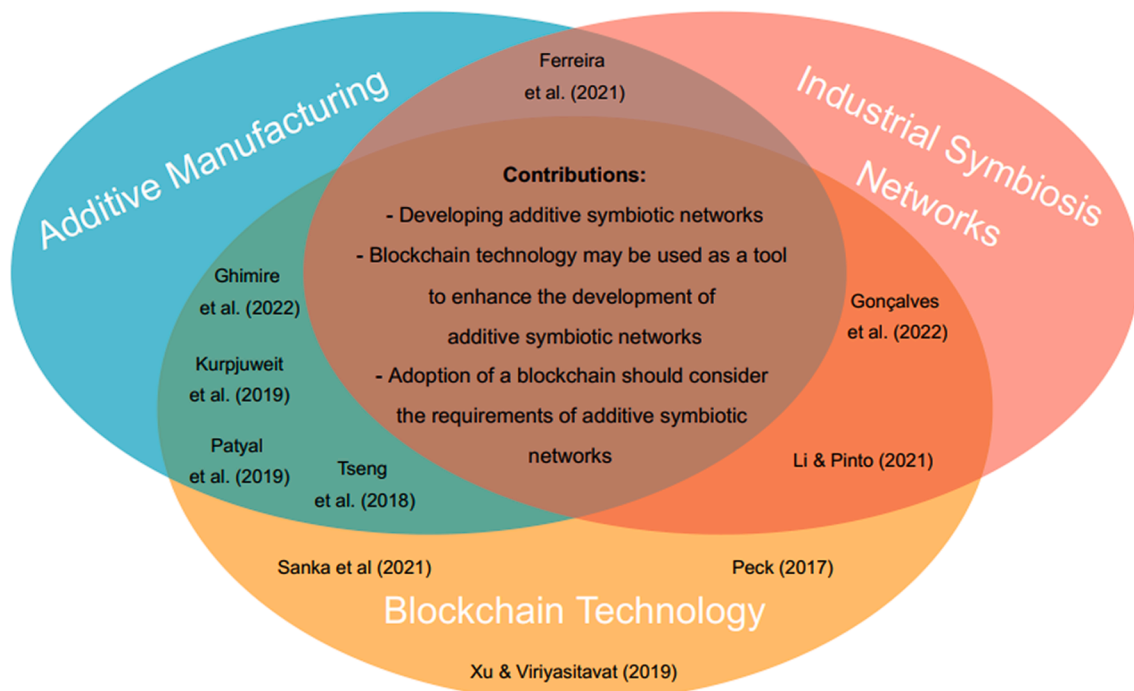 Additive Manufacturing
Industrial Symbiosis
Networks
Ferreira
et al. (2021)
Contributions:
- Developing additive symbiotic networks
- Blockchain technology may be used as a tool
to enhance the development of
additive symbiotic networks
- Adoption of a blockchain should consider
the requirements of additive symbiotic
networks
Ghimire
et al. (2022)
Kurpjuweit
et al. (2019)
Patyal
et al. (2019)
Tseng
et al. (2018)
Gonçalves
et al. (2022)
Li & Pinto (2021)
Sanka et al (2021)
Peck (2017)
Blockchain Technology
Xu & Viriyasitavat (2019)